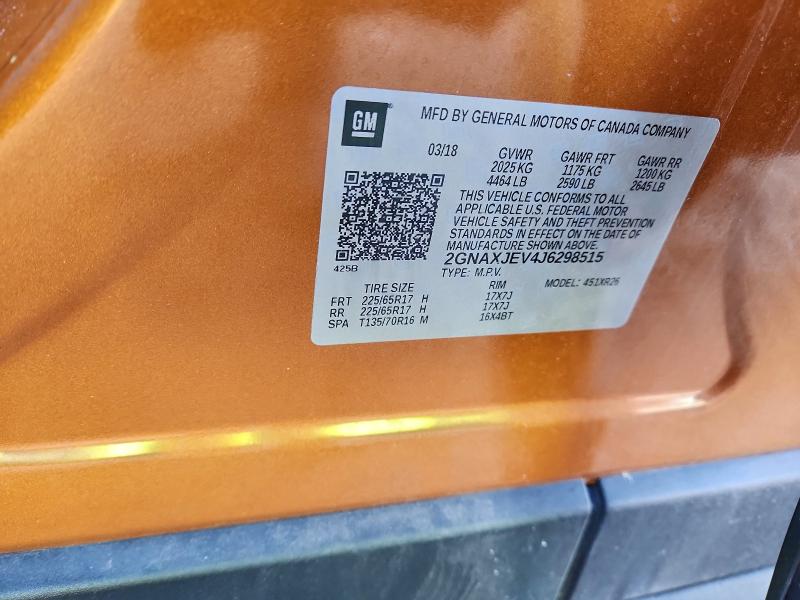 GM
MFD BY GENERAL MOTORS OF CANADA COMPANY
03/18 GVWR GAWR FRT GAWR RR
2025 KG 1175 KG 1200 KG
4464 LB 2590 LB 2645 LB
THIS VEHICLE CONFORMS TO ALL
APPLICABLE U.S. FEDERAL MOTOR
VEHICLE SAFETY AND THEFT PREVENTION
STANDARDS IN EFFECT ON THE DATE OF
MANUFACTURE SHOWN ABOVE.
425B 2GNAXJEV4J6298515
TYPE: M.P.V. MODEL: 451XR26
TIRE SIZE RIM
FRT 225/65R17 H 17X7J
RR 225/65R17 H 17X7J
SPA T135/70R16 M 16X4BT